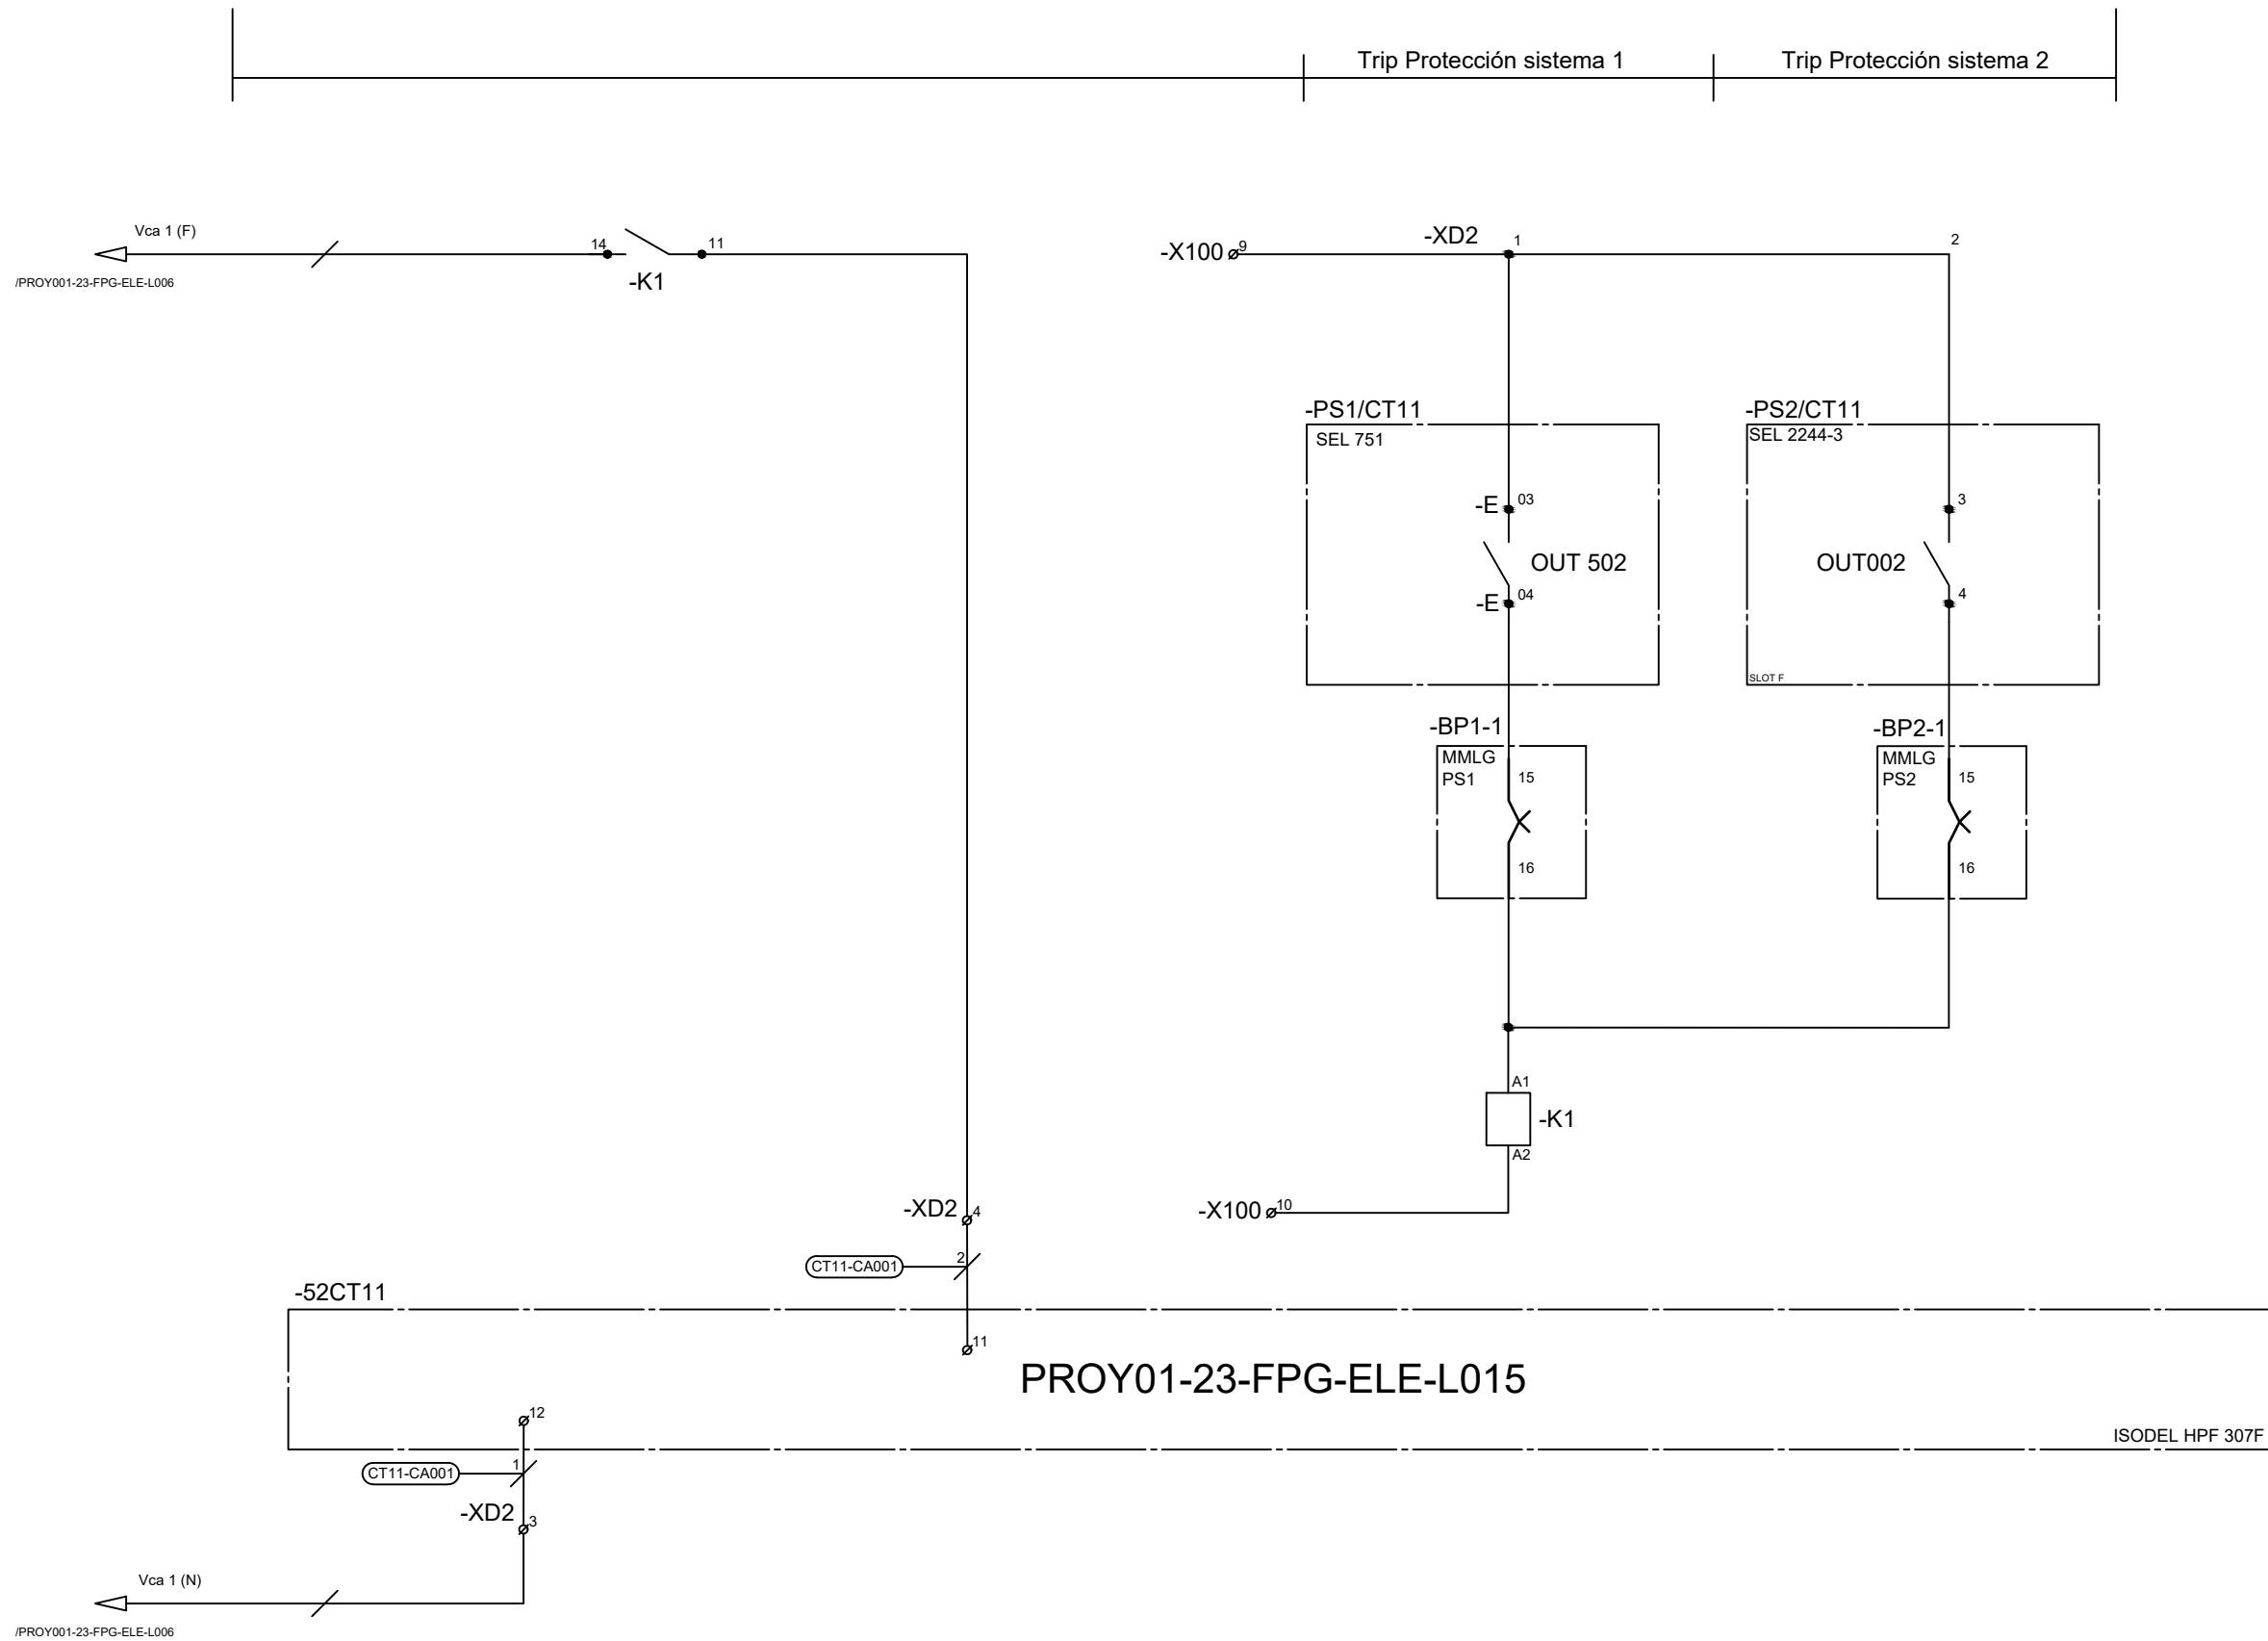 Trip Protección sistema 1
Trip Protección sistema 2
Vca 1 (F)
/PROY001-23-FPG-ELE-L006
14
11
-K1
-X100
9
-XD2
1
2
-PS1/CT11
SEL 751
-E
03
OUT 502
-E
04
-PS2/CT11
SEL 2244-3
3
OUT002
4
SLOT F
-BP1-1
MMLG
PS1
15
16
-BP2-1
MMLG
PS2
15
16
A1
-K1
A2
-X100
10
-XD2
4
CT11-CA001
2
-52CT11
11
PROY01-23-FPG-ELE-L015
12
ISODEL HPF 307F
CT11-CA001
1
-XD2
3
Vca 1 (N)
/PROY001-23-FPG-ELE-L006